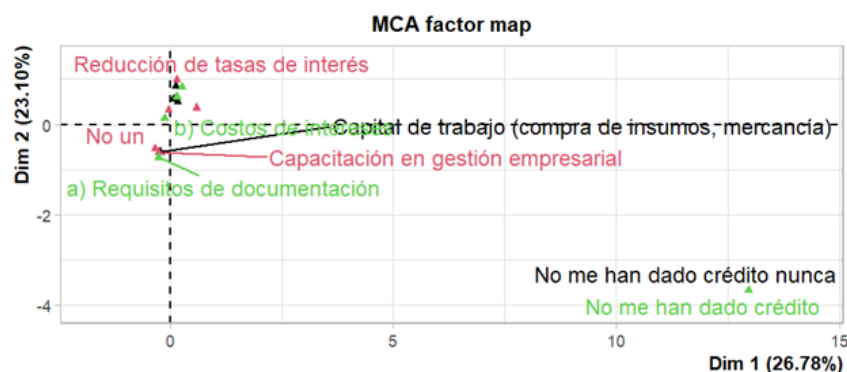 MCA factor map
Reducción de tasas de interés
Dim 2 (23.10%)
0
-2
-4
b) Costos de intereses
Capital de trabajo (compra de insumos, mercancía)
No un
Capacitación en gestión empresarial
a) Requisitos de documentación
No me han dado crédito nunca
No me han dado crédito
0
5
10
15
Dim 1 (26.78%)